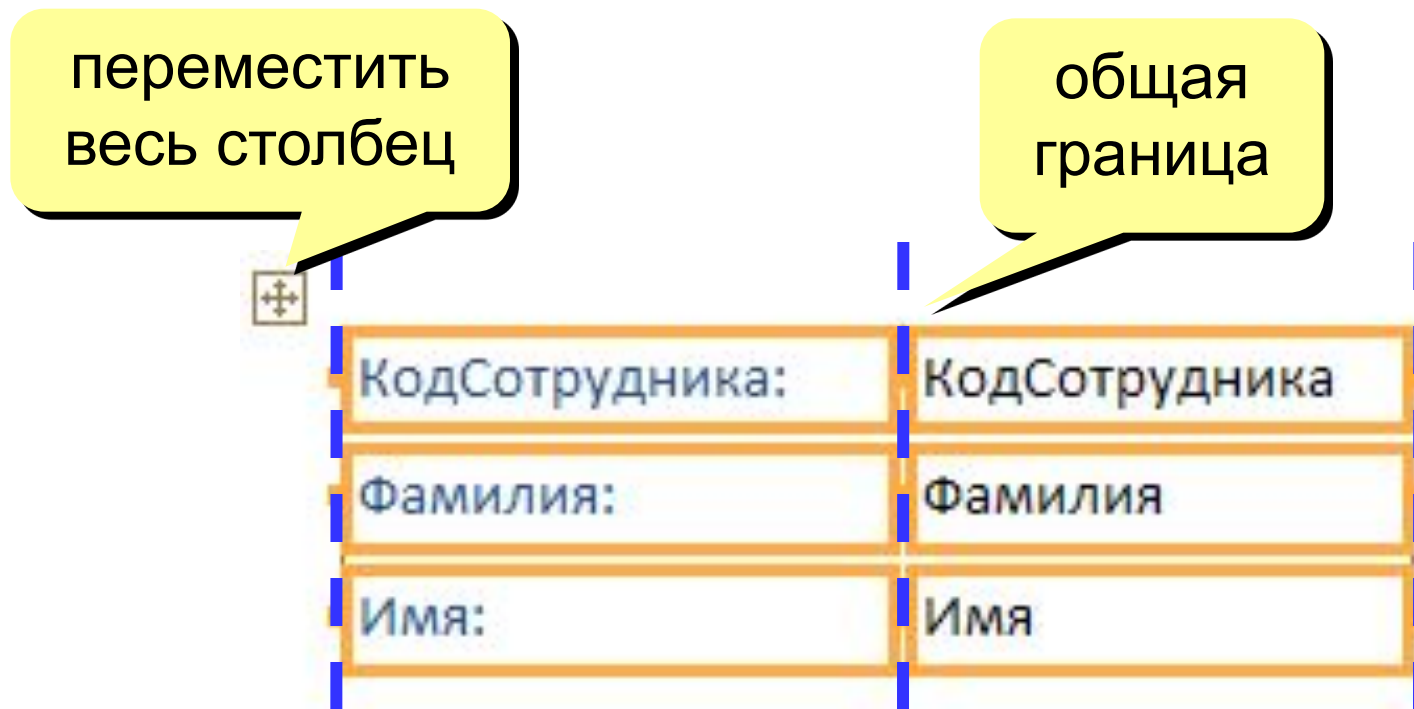 переместить
весь столбец
общая
граница
КодСотрудника: КодСотрудника
Фамилия: Фамилия
Имя: Имя